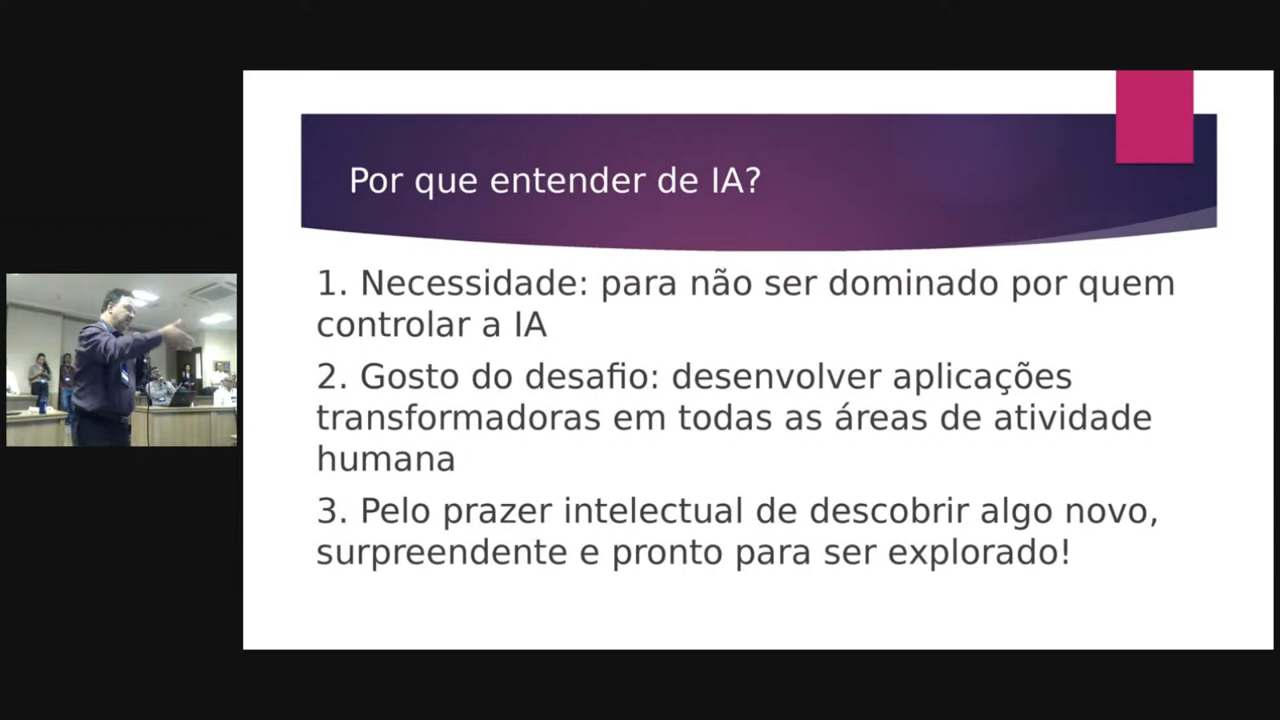 Por que entender de IA?
1. Necessidade: para não ser dominado por quem
controlar a IA
2. Gosto do desafio: desenvolver aplicações
transformadoras em todas as áreas de atividade
humana
3. Pelo prazer intelectual de descobrir algo novo,
surpreendente e pronto para ser explorado!